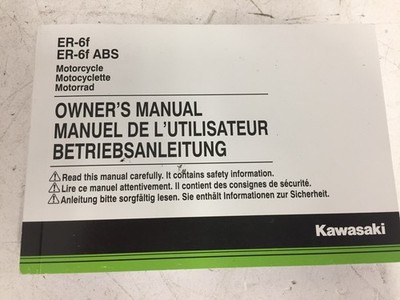 ER-6f
ER-6f ABS
Motorcycle
Motocyclette
Motorrad
OWNER'S MANUAL
MANUEL DE L'UTILISATEUR
BETRIEBSANLEITUNG
Read this manual carefully. It contains safety information.
Lire ce manuel attentivement. Il contient des consignes de sécurité.
Anleitung bitte sorgfältig lesen. Sie enthält Informationen zur Sicherheit.
Kawasaki